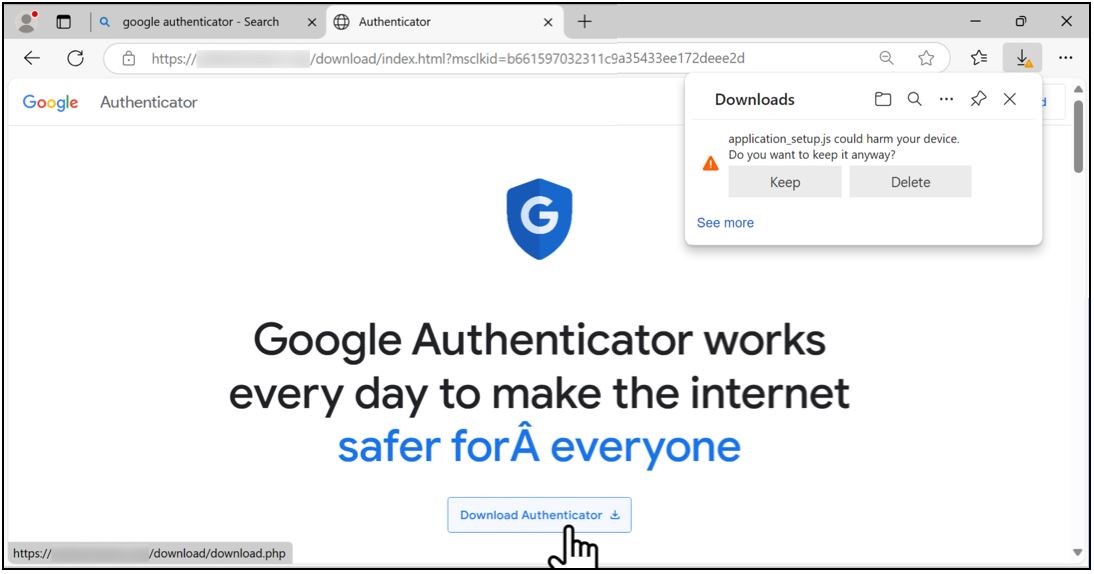 google authenticator - Search
Authenticator
https:// /download/index.html?msclkid=b661597032311c9a35433ee172deee2d
Google Authenticator
Downloads
application_setup.js could harm your device.
Do you want to keep it anyway?
Keep Delete
See more
G
Google Authenticator works
every day to make the internet
safer forÂ everyone
Download Authenticator
https:// /download/download.php